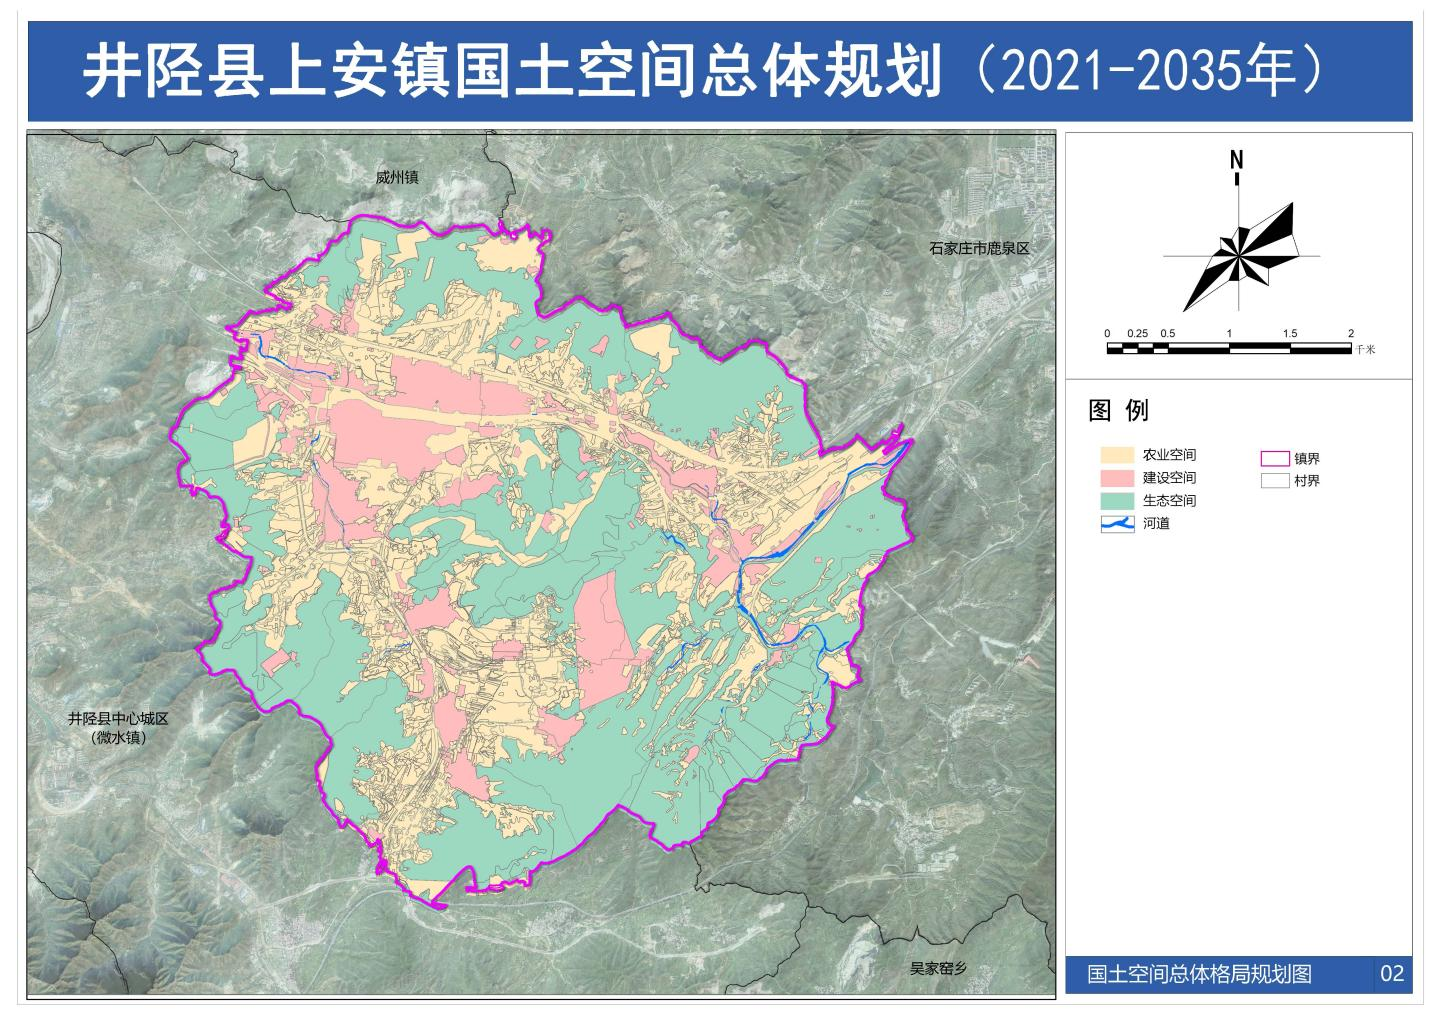 井陉县上安镇国土空间总体规划（2021-2035年）
威州镇
石家庄市鹿泉区
井陉县中心城区
（微水镇）
吴家窑乡
N
0 0.25 0.5 1 1.5 2
千米
图 例
农业空间
建设空间
生态空间
河道
镇界
村界
国土空间总体格局规划图 02